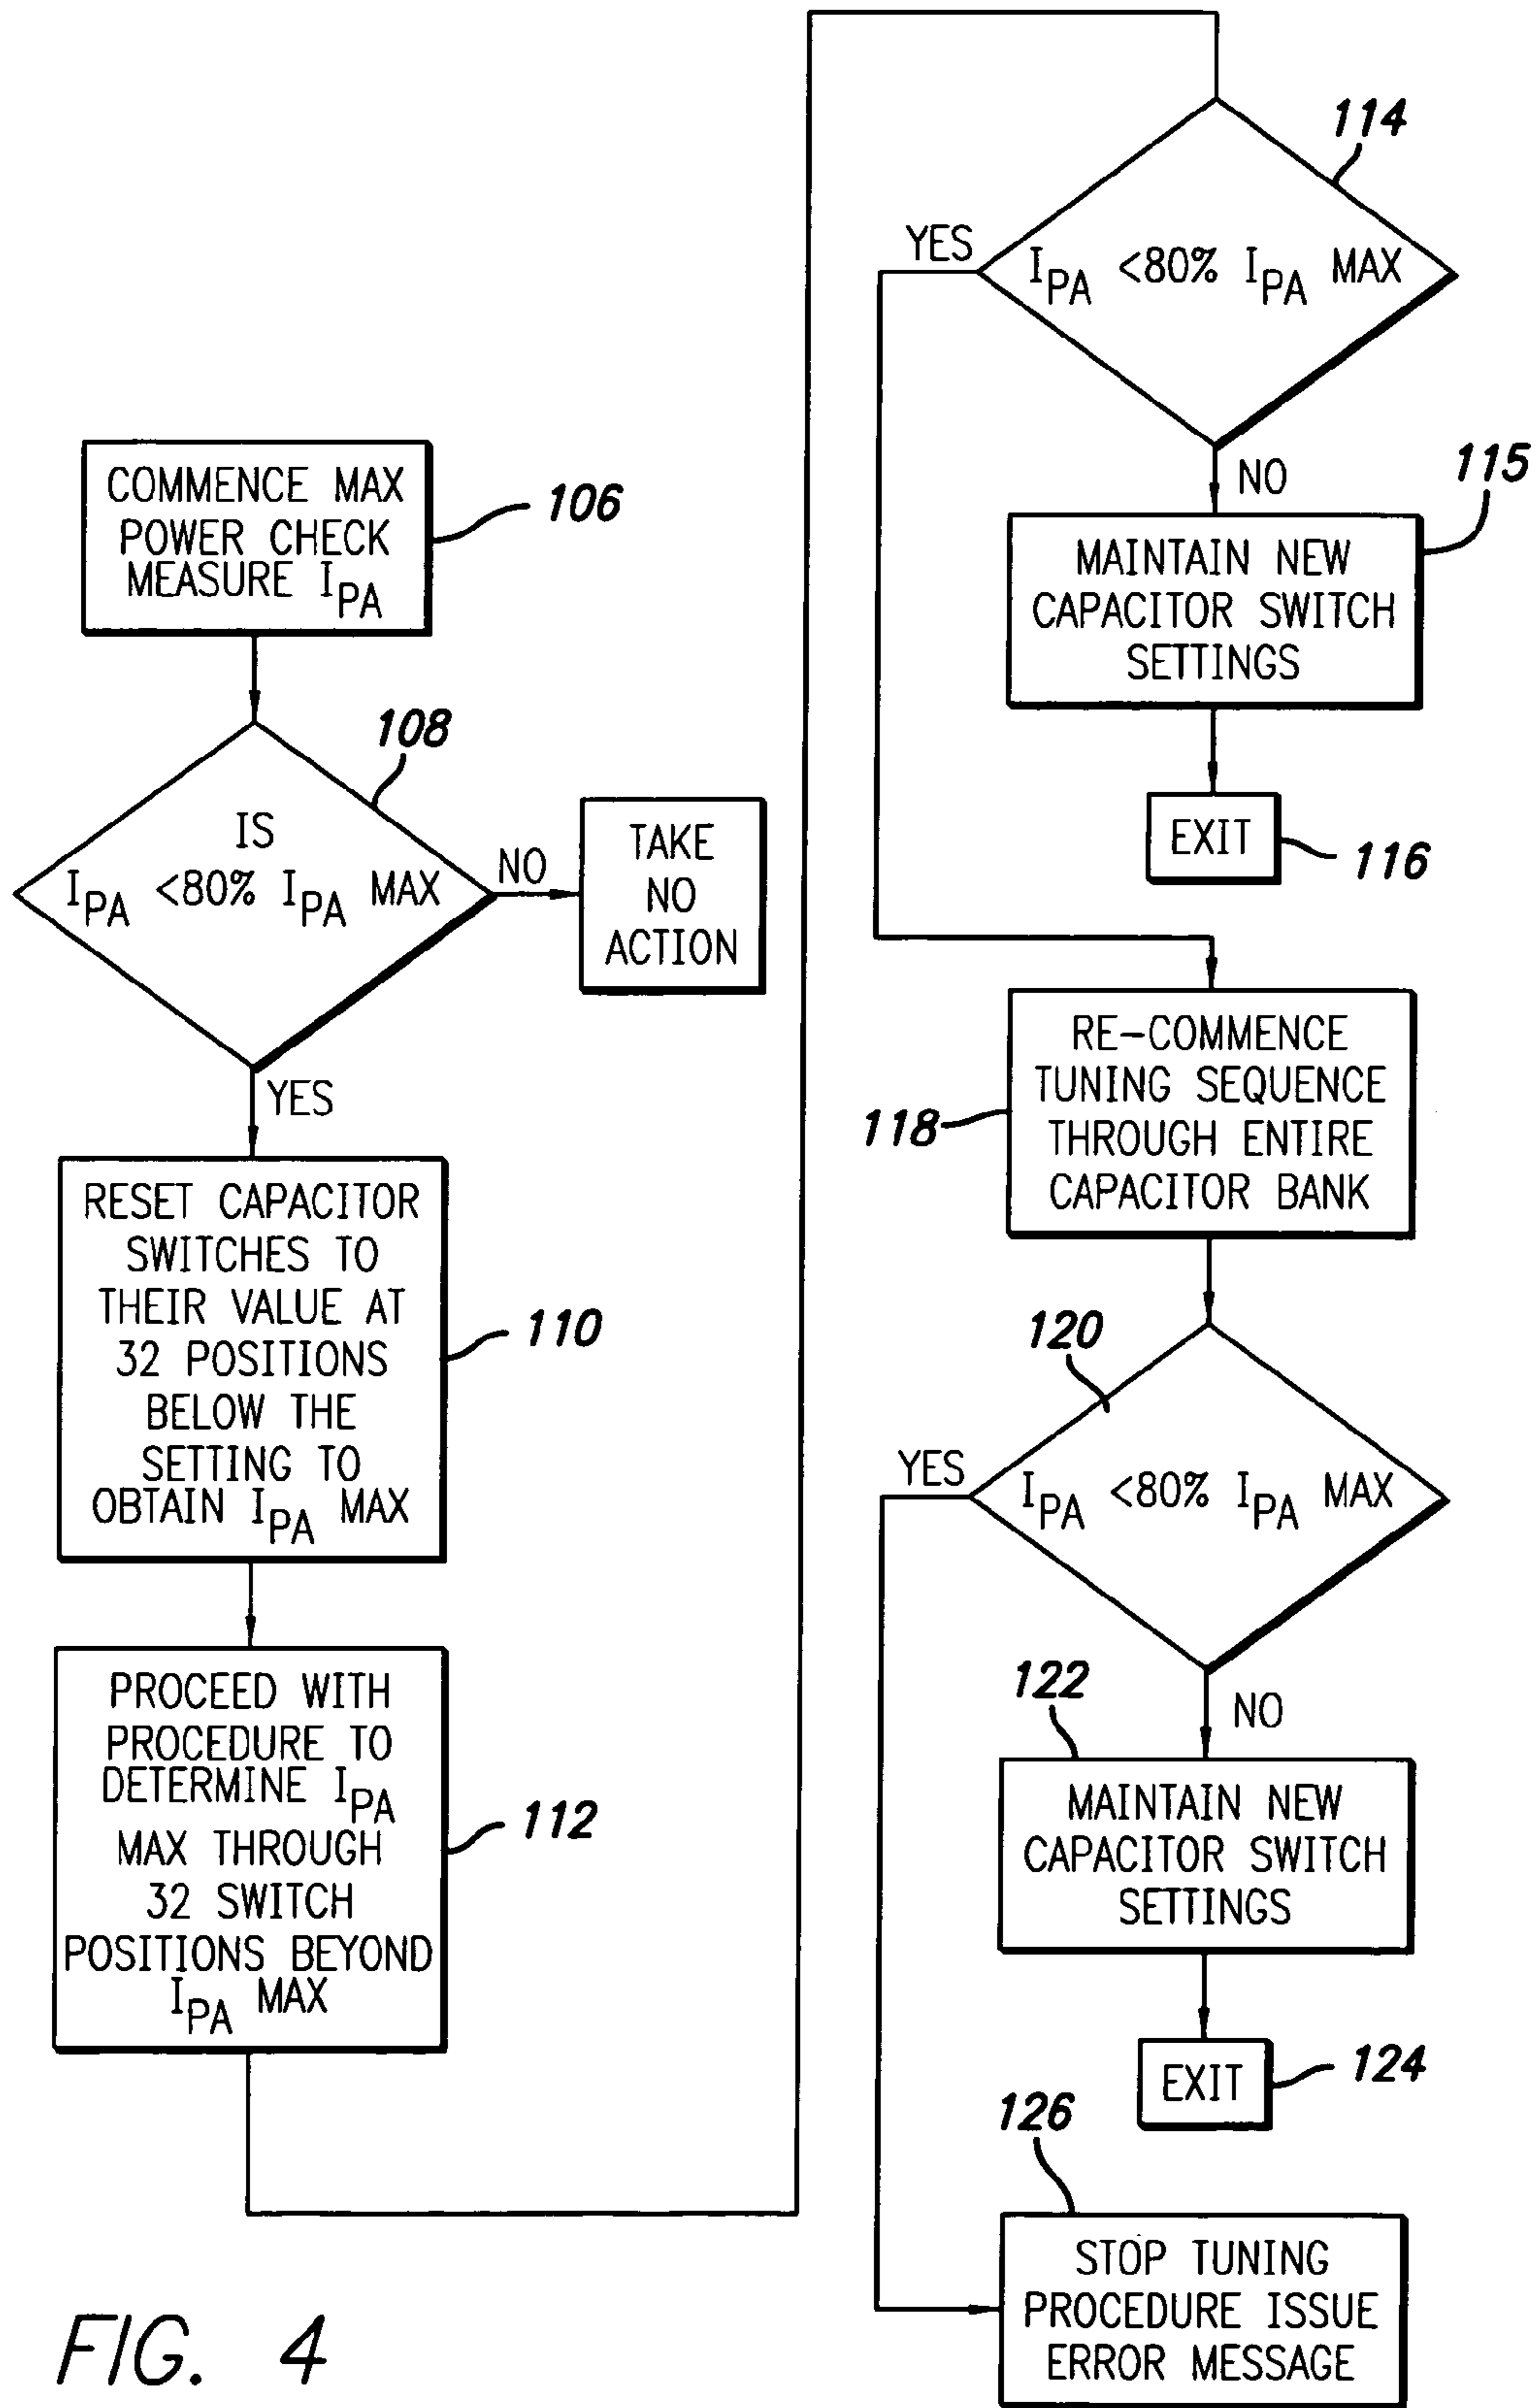 COMMENCE MAX
POWER CHECK
MEASURE IPA
106
108
IS
IPA <80% IPA MAX
NO
TAKE
NO
ACTION
YES
RESET CAPACITOR
SWITCHES TO
THEIR VALUE AT
32 POSITIONS
BELOW THE
SETTING TO
OBTAIN IPA MAX
110
PROCEED WITH
PROCEDURE TO
DETERMINE IPA
MAX THROUGH
32 SWITCH
POSITIONS BEYOND
IPA MAX
112
114
YES
IPA <80% IPA MAX
NO
115
MAINTAIN NEW
CAPACITOR SWITCH
SETTINGS
EXIT
116
RE-COMMENCE
TUNING SEQUENCE
THROUGH ENTIRE
CAPACITOR BANK
118
120
YES
IPA <80% IPA MAX
NO
122
MAINTAIN NEW
CAPACITOR SWITCH
SETTINGS
EXIT
124
126
STOP TUNING
PROCEDURE ISSUE
ERROR MESSAGE
FIG. 4